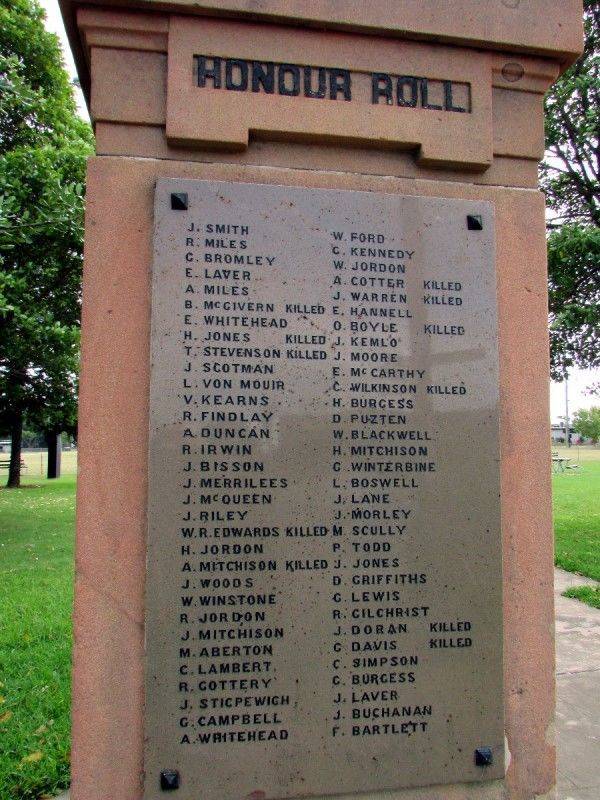 HONOUR ROLL
J. SMITH
R. MILES
G. BROMLEY
E. LAVER
A. MILES
B. McGIVERN KILLED
E. WHITEHEAD
H. JONES KILLED
T. STEVENSON KILLED
J. SCOTMAN
L. VON MOUIR
V. KEARNS
R. FINDLAY
A. DUNCAN
R. IRWIN
J. BISSON
J. MERRILEES
J. McQUEEN
J. RILEY
W.R. EDWARDS KILLED
H. JORDON
A. MITCHISON KILLED
J. WOODS
W. WINSTONE
R. JORDON
J. MITCHISON
M. ABERTON
C. LAMBERT
R. GOTTERY
J. STICPEWICH
G. CAMPBELL
A. WHITEHEAD
W. FORD
G. KENNEDY
W. JORDON
A. COTTER KILLED
J. WARREN KILLED
E. HANNELL
O. BOYLE KILLED
J. KEMLO
J. MOORE
E. McCARTHY
C. WILKINSON KILLED
H. BURGESS
D. PUZTEN
W. BLACKWELL
H. MITCHISON
G. WINTERBINE
L. BOSWELL
J. LANE
J. MORLEY
M. SCULLY
P. TODD
J. JONES
D. GRIFFITHS
G. LEWIS
R. GILCHRIST
J. DORAN KILLED
G DAVIS KILLED
C. SIMPSON
G. BURGESS
J. LAVER
J. BUCHANAN
F. BARTLETT